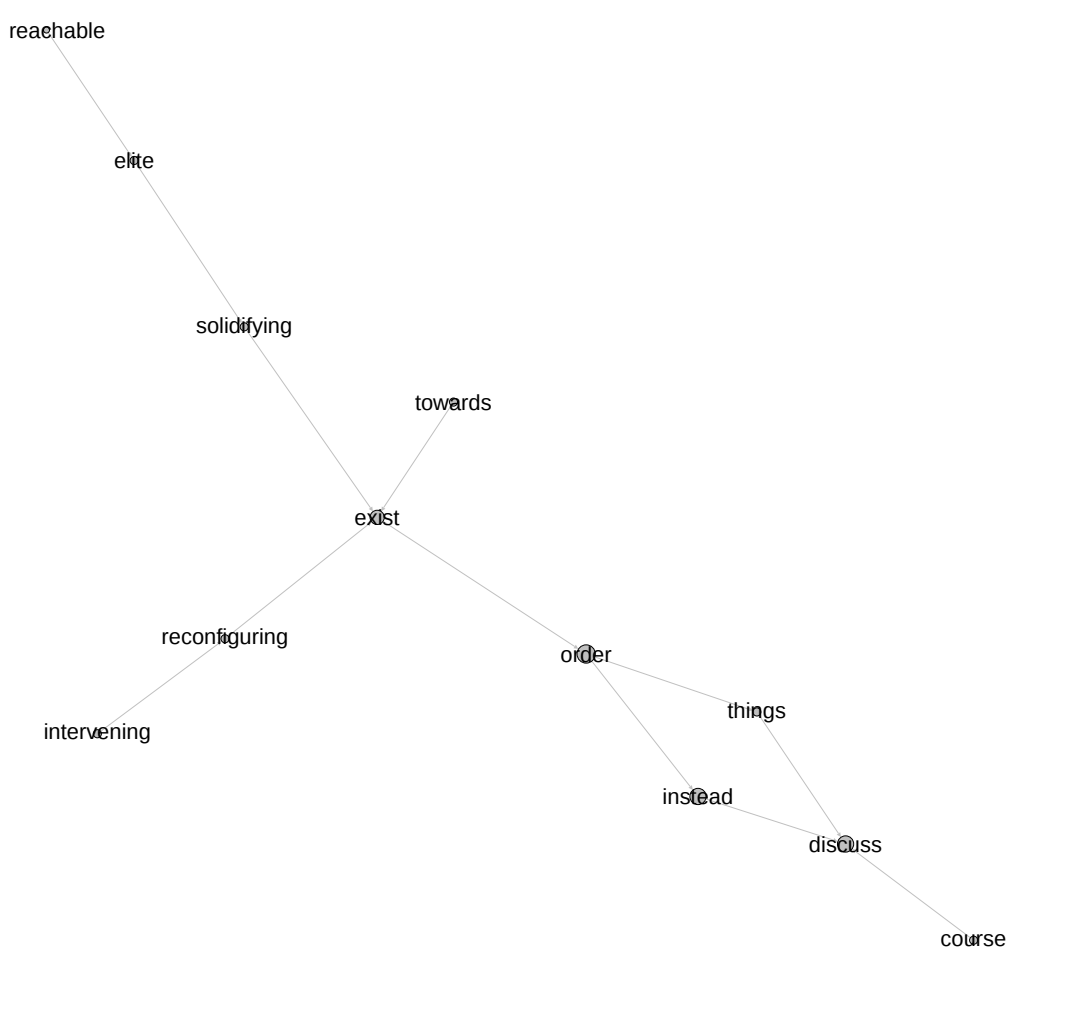 reachable
elite
solidifying
towards
exist
reconfiguring
order
things
intervening
instead
discuss
course